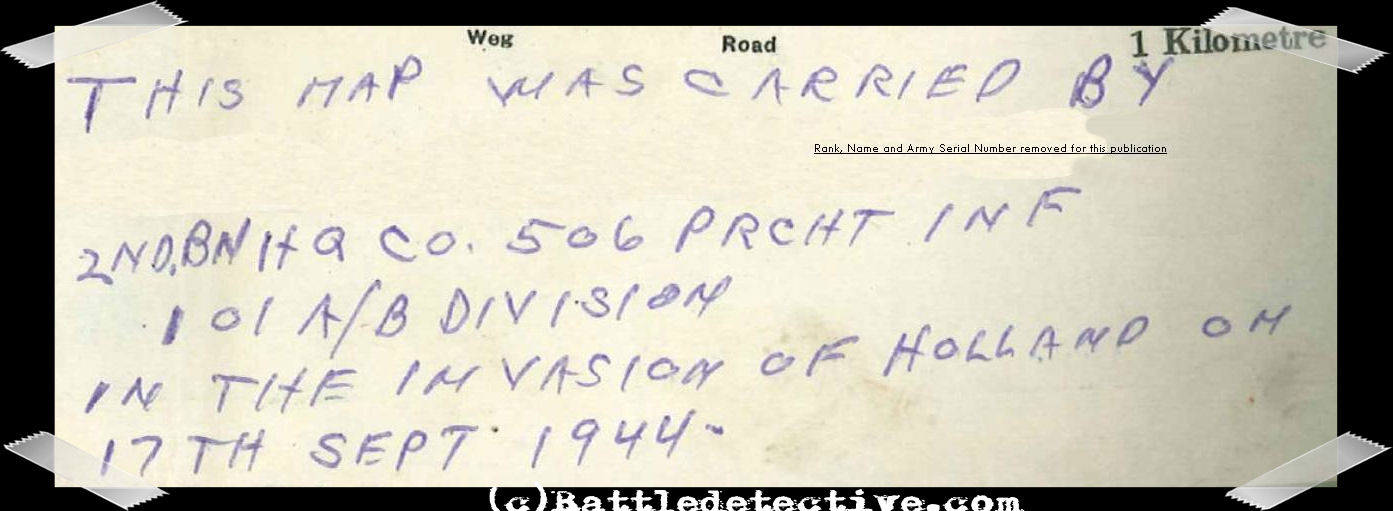 Weg Road 1 Kilometre
THIS MAP WAS CARRIED BY
Rank, Name and Army Serial Number removed for this publication
2ND.BN HQ CO. 506 PRCHT INF
101 A/B DIVISION
IN THE INVASION OF HOLLAND ON
17TH SEPT 1944-
(c)Battledetective.com